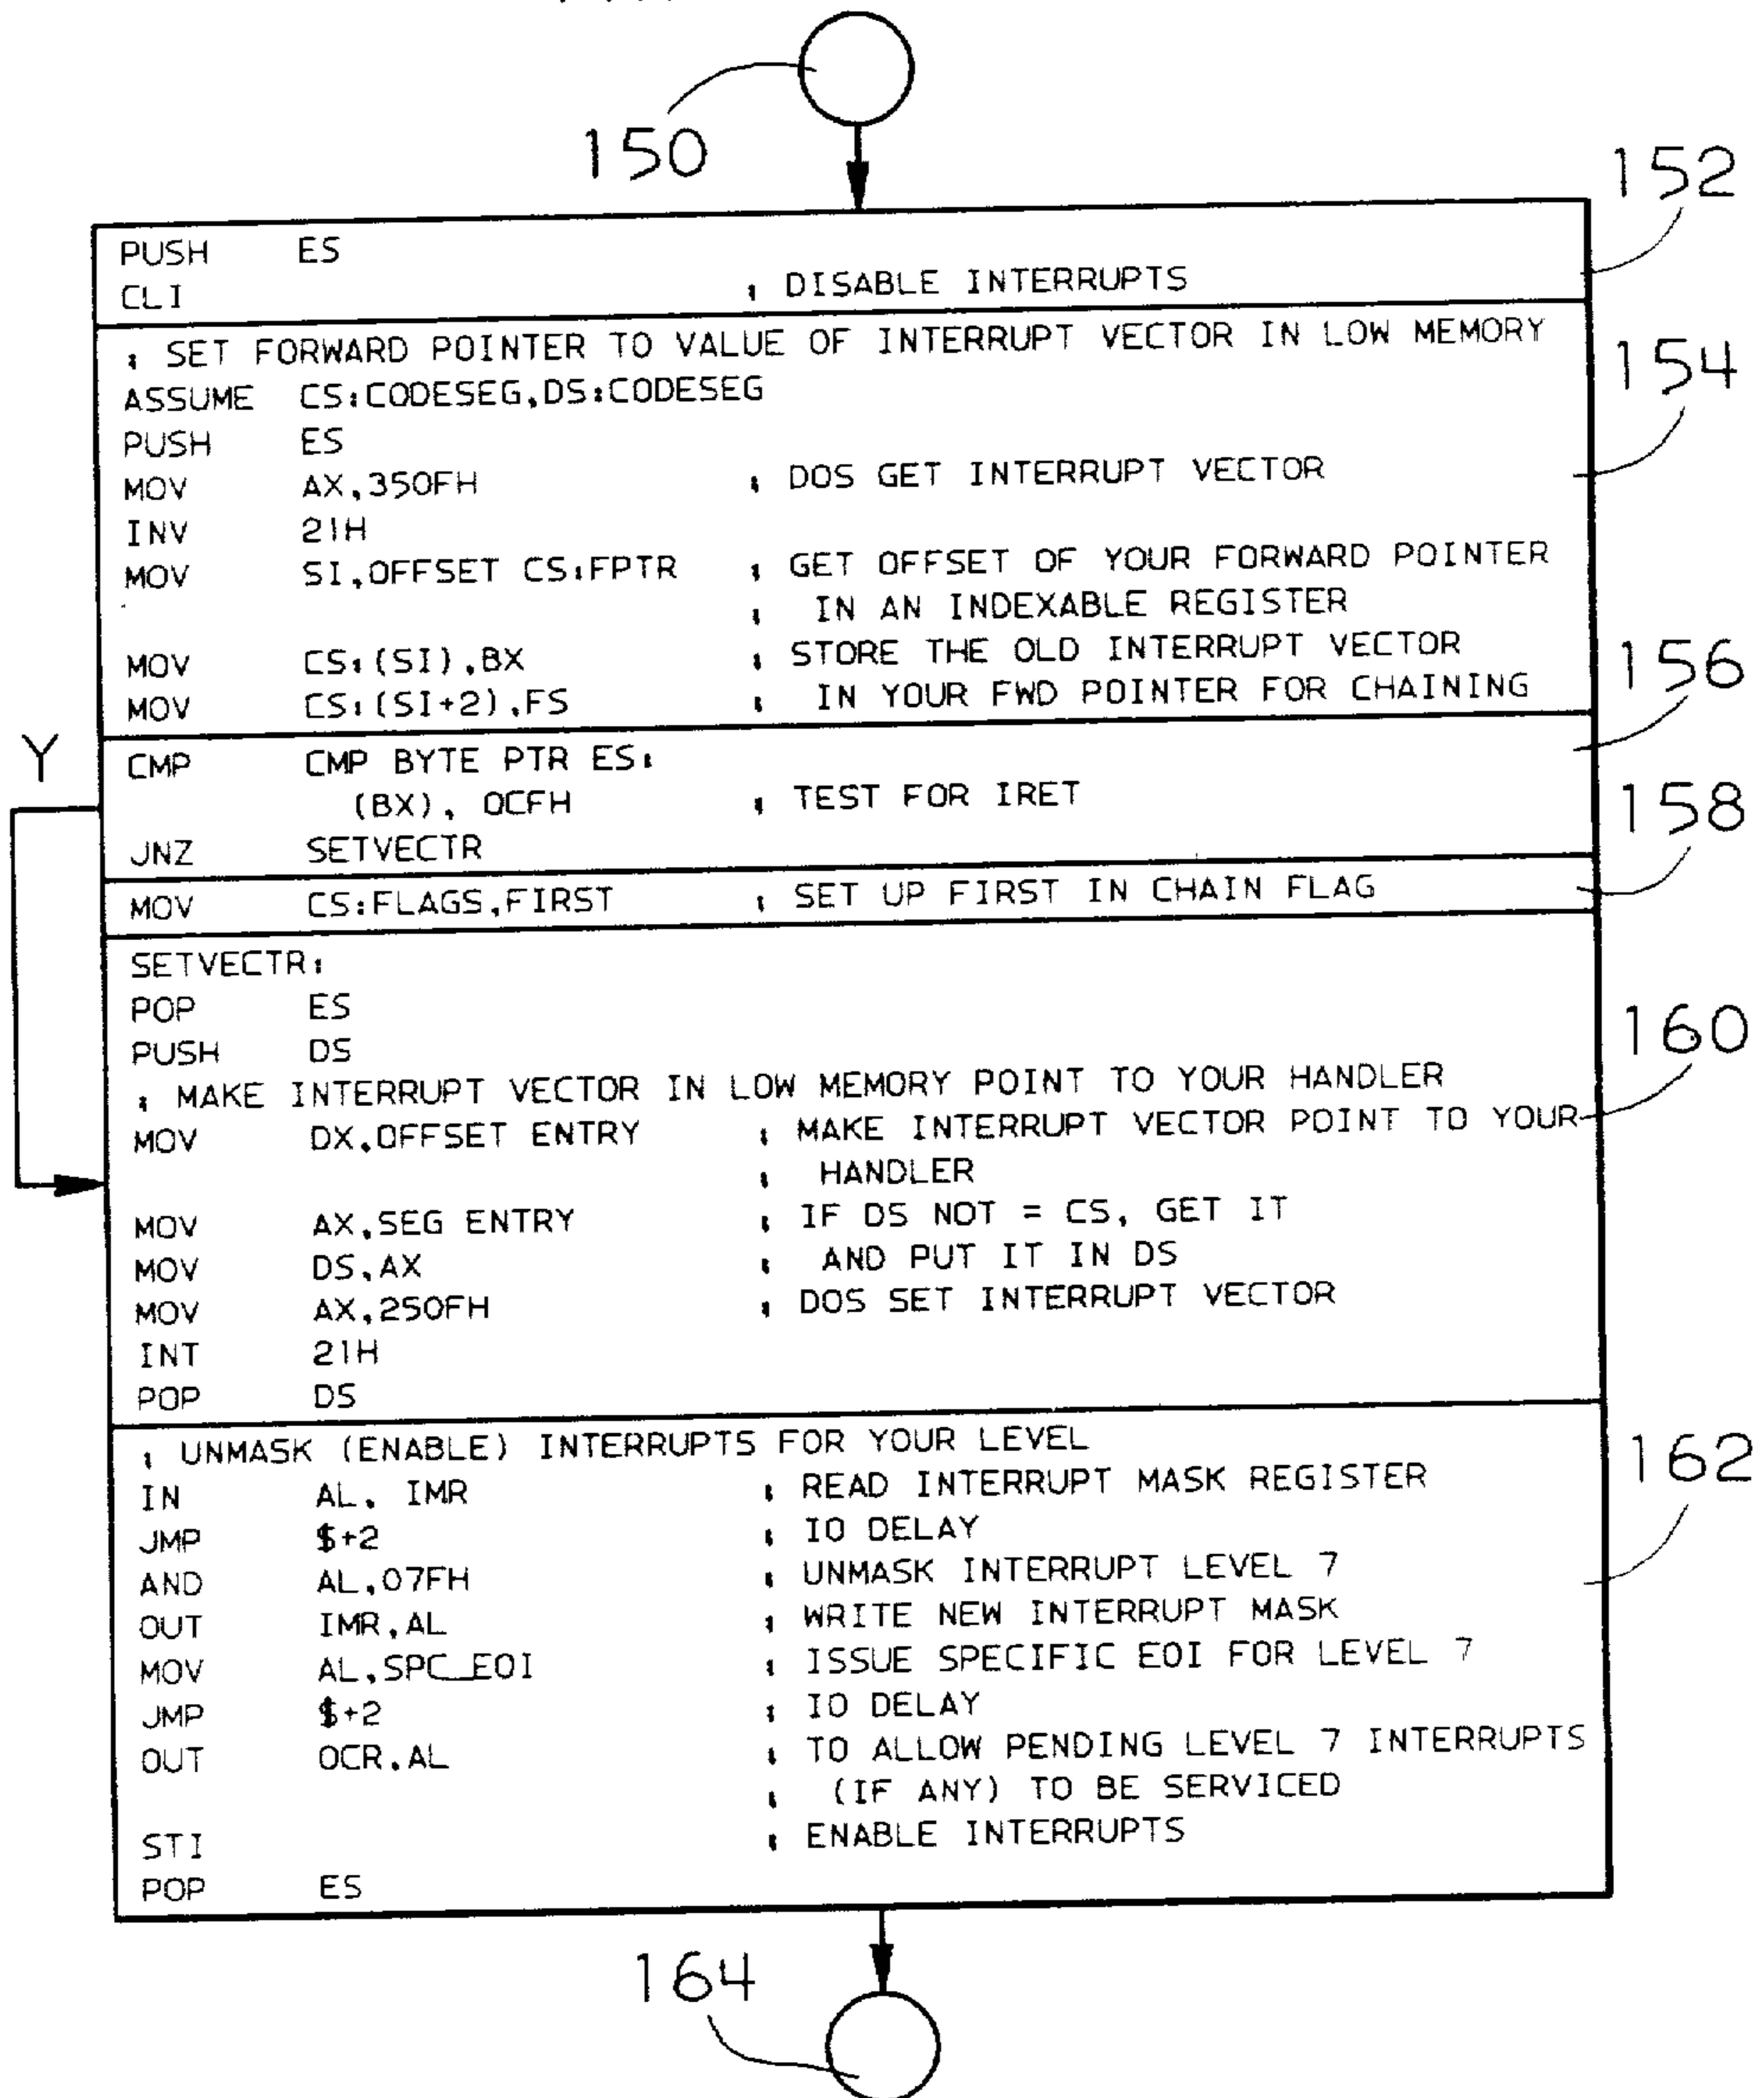 150
152
PUSH ES
CLI ; DISABLE INTERRUPTS
; SET FORWARD POINTER TO VALUE OF INTERRUPT VECTOR IN LOW MEMORY
154
ASSUME CS:CODESEG,DS:CODESEG
PUSH ES
MOV AX,350FH ; DOS GET INTERRUPT VECTOR
INV 21H
MOV SI,OFFSET CS:FPTR ; GET OFFSET OF YOUR FORWARD POINTER
; IN AN INDEXABLE REGISTER
MOV CS:(SI),BX ; STORE THE OLD INTERRUPT VECTOR
MOV CS:(SI+2),FS ; IN YOUR FWD POINTER FOR CHAINING
156
Y
CMP CMP BYTE PTR ES:
(BX), 0CFH ; TEST FOR IRET
JNZ SETVECTR
158
MOV CS:FLAGS,FIRST ; SET UP FIRST IN CHAIN FLAG
SETVECTR:
POP ES
PUSH DS
160
; MAKE INTERRUPT VECTOR IN LOW MEMORY POINT TO YOUR HANDLER
MOV DX,OFFSET ENTRY ; MAKE INTERRUPT VECTOR POINT TO YOUR
; HANDLER
MOV AX,SEG ENTRY ; IF DS NOT = CS, GET IT
MOV DS,AX ; AND PUT IT IN DS
MOV AX,250FH ; DOS SET INTERRUPT VECTOR
INT 21H
POP DS
; UNMASK (ENABLE) INTERRUPTS FOR YOUR LEVEL
162
IN AL, IMR ; READ INTERRUPT MASK REGISTER
JMP $+2 ; IO DELAY
AND AL,07FH ; UNMASK INTERRUPT LEVEL 7
OUT IMR,AL ; WRITE NEW INTERRUPT MASK
MOV AL,SPC_EOI ; ISSUE SPECIFIC EOI FOR LEVEL 7
JMP $+2 ; IO DELAY
OUT OCR,AL ; TO ALLOW PENDING LEVEL 7 INTERRUPTS
; (IF ANY) TO BE SERVICED
STI ; ENABLE INTERRUPTS
POP ES
164